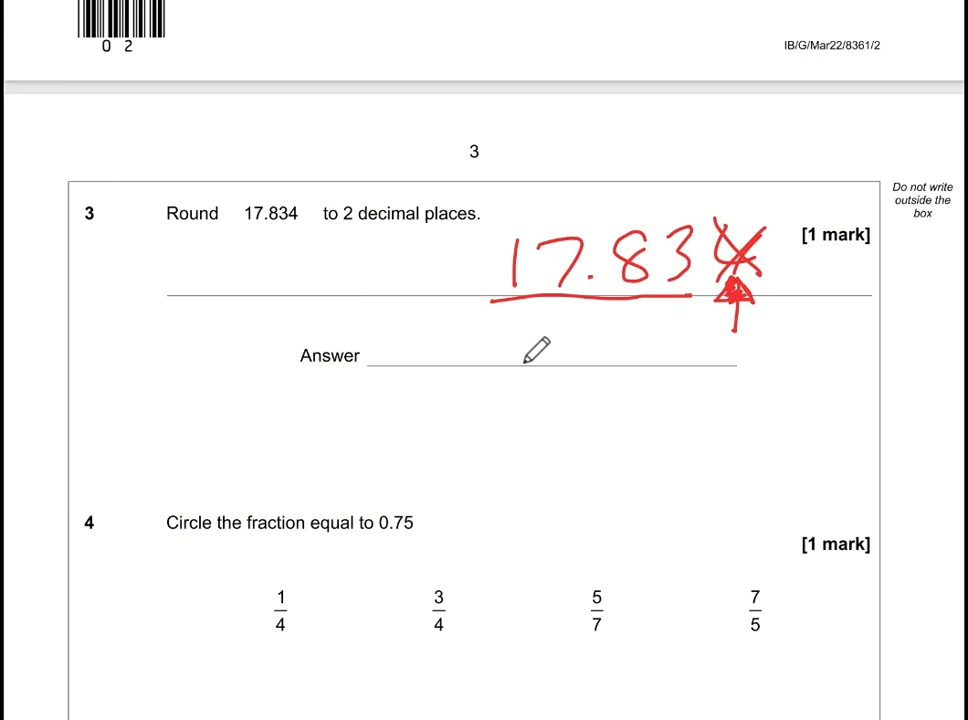 0 2
IB/G/Mar22/8361/2
3
Do not write
outside the
box
3 Round 17.834 to 2 decimal places.
[1 mark]
17.834
Answer
4 Circle the fraction equal to 0.75
[1 mark]
1 3 5 7
4 4 7 5